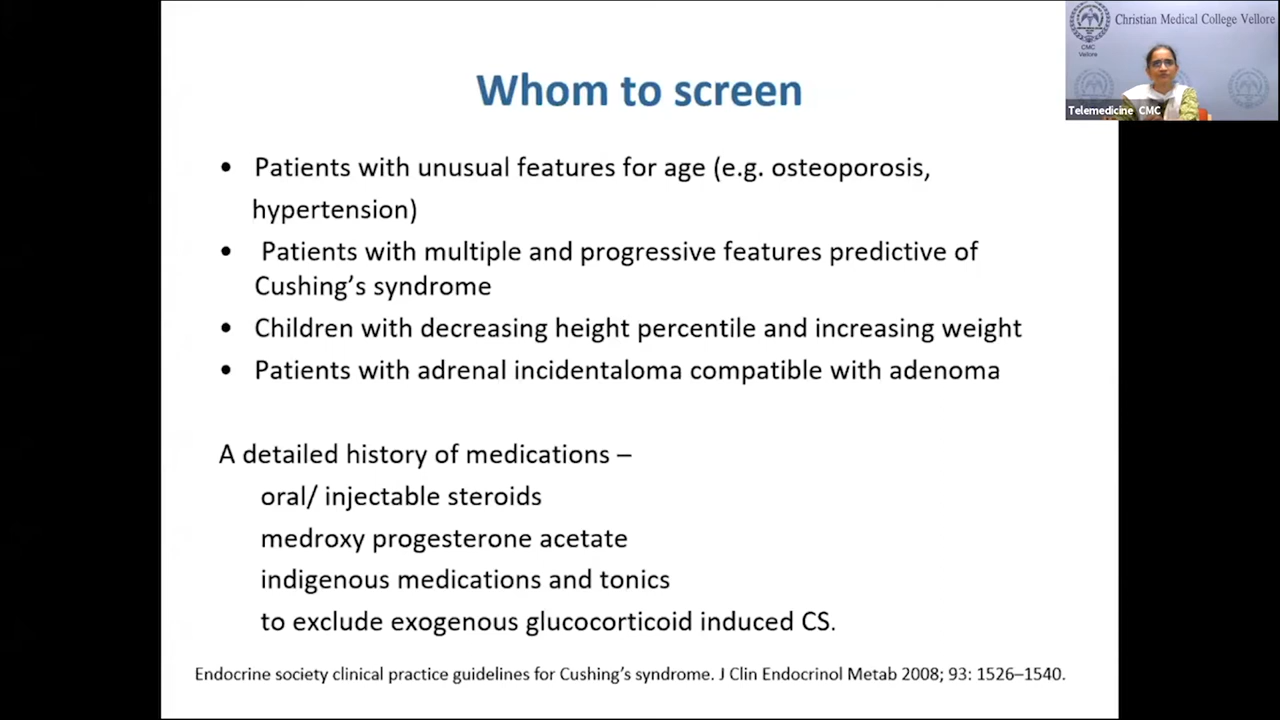 Christian Medical College Vellore
CMC
Vellore
Telemedicine CMC
Whom to screen
• Patients with unusual features for age (e.g. osteoporosis,
hypertension)
• Patients with multiple and progressive features predictive of
Cushing’s syndrome
• Children with decreasing height percentile and increasing weight
• Patients with adrenal incidentaloma compatible with adenoma
A detailed history of medications –
oral/ injectable steroids
medroxy progesterone acetate
indigenous medications and tonics
to exclude exogenous glucocorticoid induced CS.
Endocrine society clinical practice guidelines for Cushing’s syndrome. J Clin Endocrinol Metab 2008; 93: 1526–1540.